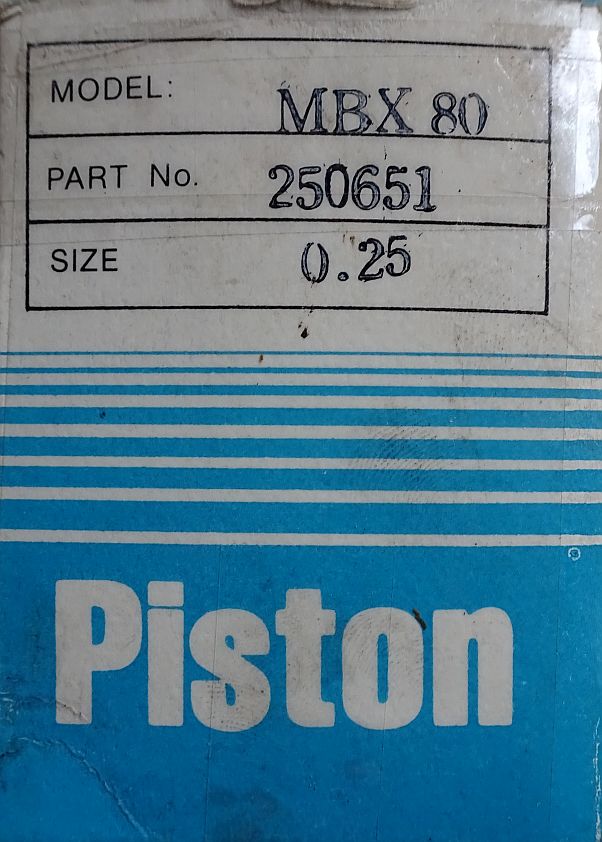 MODEL: MBX 80
PART No. 250651
SIZE 0.25
Piston